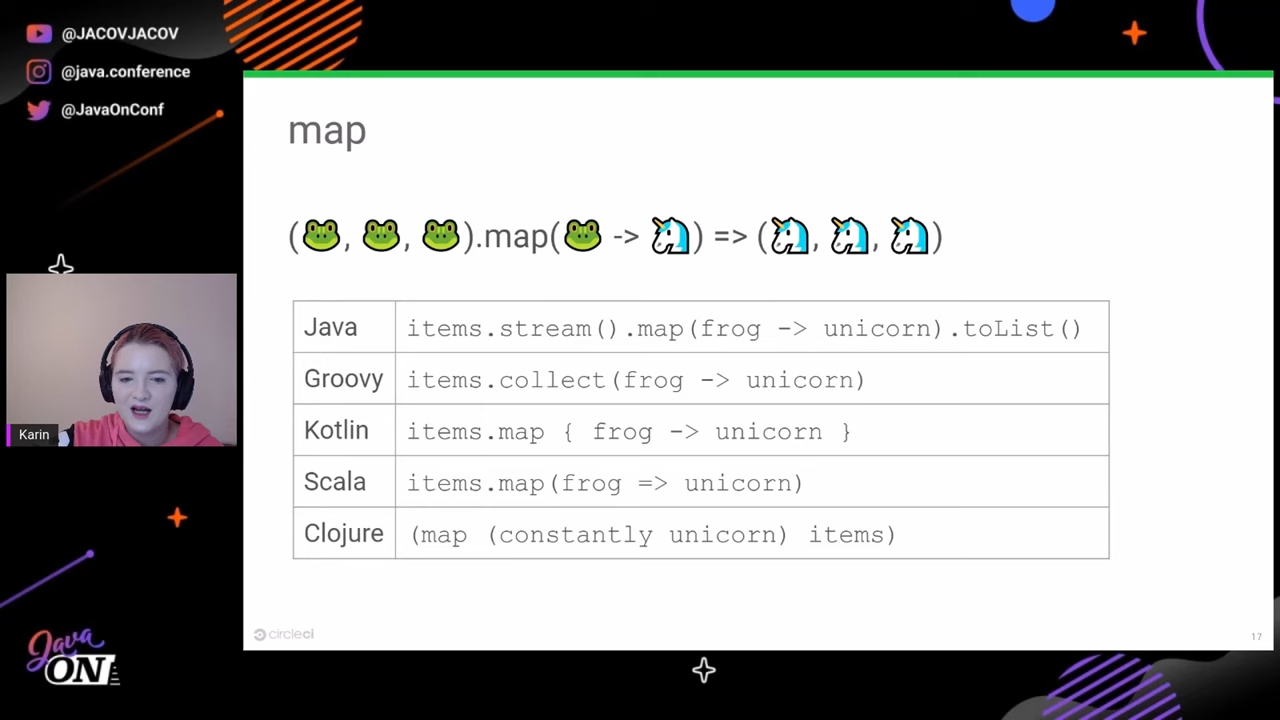 @JACOVJACOV
@java.conference
@JavaOnConf
map
(🐸, 🐸, 🐸).map(🐸 -> 🦄) => (🦄, 🦄, 🦄)
Java items.stream().map(frog -> unicorn).toList()
Groovy items.collect(frog -> unicorn)
Kotlin items.map { frog -> unicorn }
Scala items.map(frog => unicorn)
Clojure (map (constantly unicorn) items)
Karin
circleci
17
Java
ON